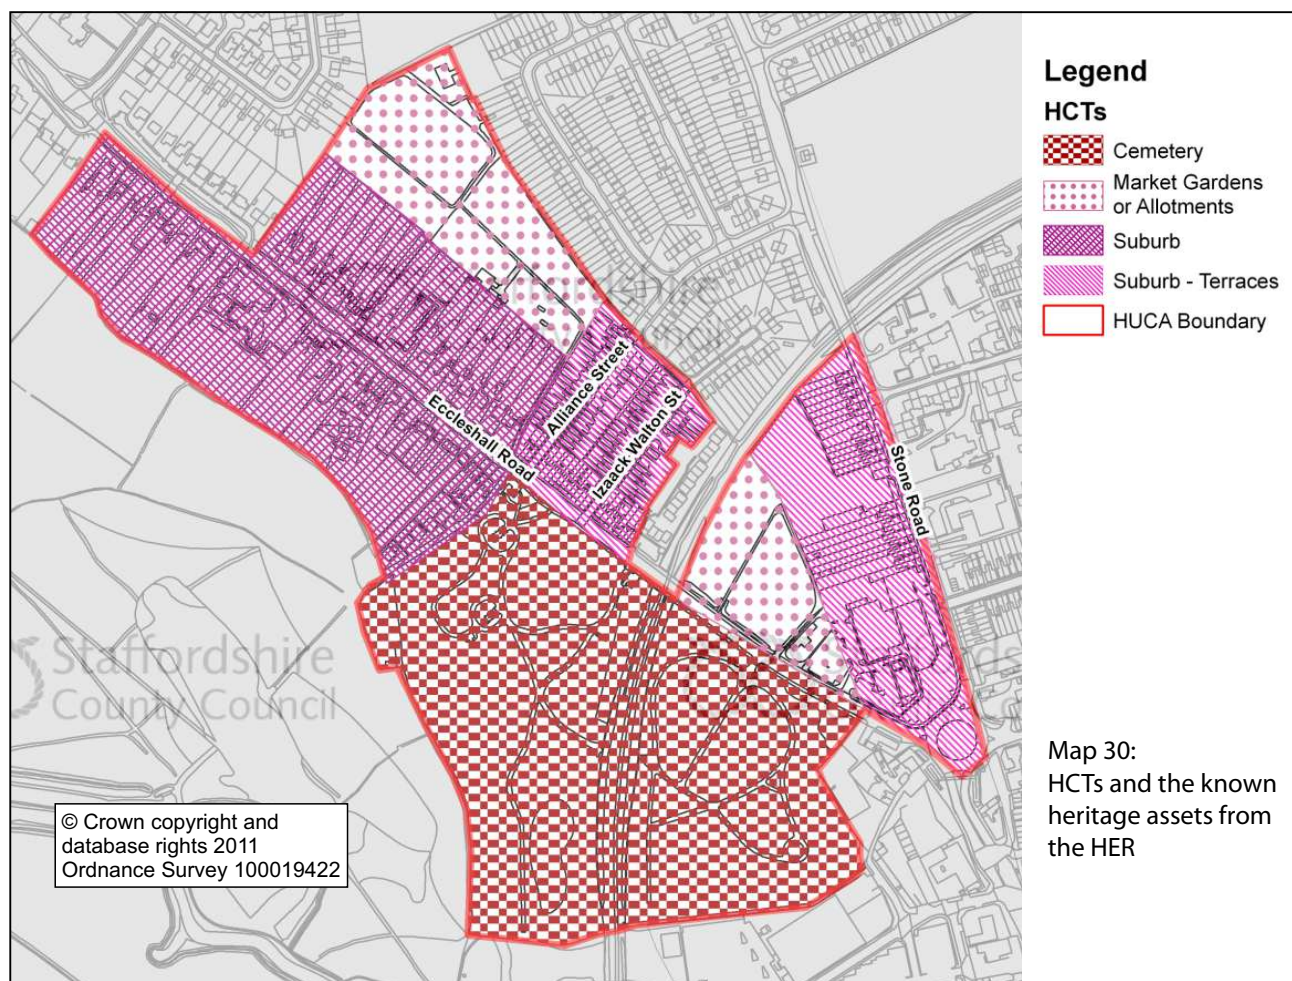 Legend
HCTs
Cemetery
Market Gardens
or Allotments
Suburb
Suburb - Terraces
HUCA Boundary
Eccleshall Road
Alliance Street
Izaack Walton St
Stone Road
Staffordshire
County Council
© Crown copyright and
database rights 2011
Ordnance Survey 100019422
Map 30:
HCTs and the known
heritage assets from
the HER